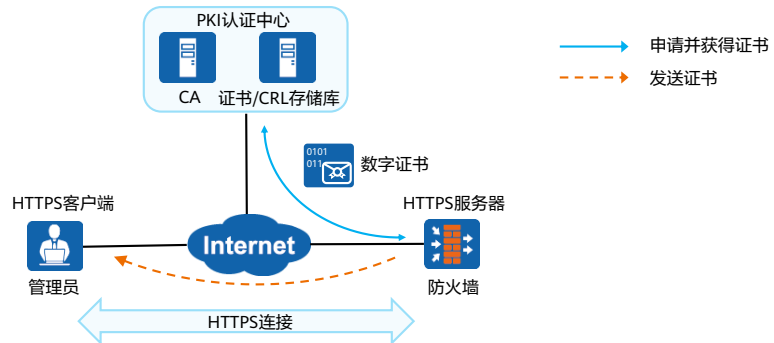 PKI认证中心
CA
证书/CRL存储库
申请并获得证书
发送证书
0101
011
数字证书
HTTPS客户端
HTTPS服务器
Internet
管理员
防火墙
HTTPS连接